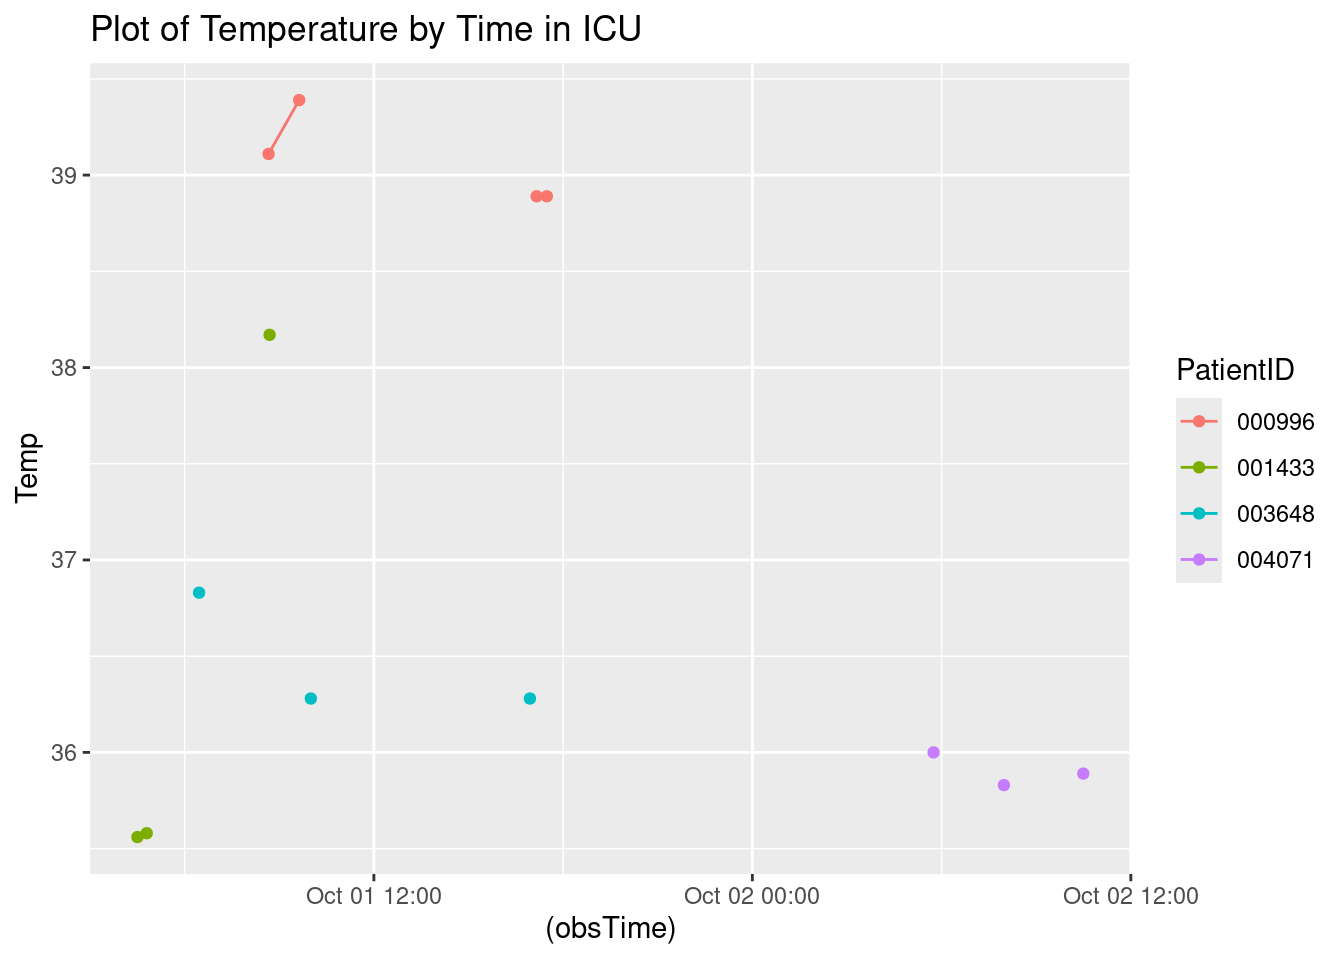 Plot of Temperature by Time in ICU
39
38
37
36
Temp
Oct 01 12:00
Oct 02 00:00
Oct 02 12:00
(obsTime)
PatientID
000996
001433
003648
004071